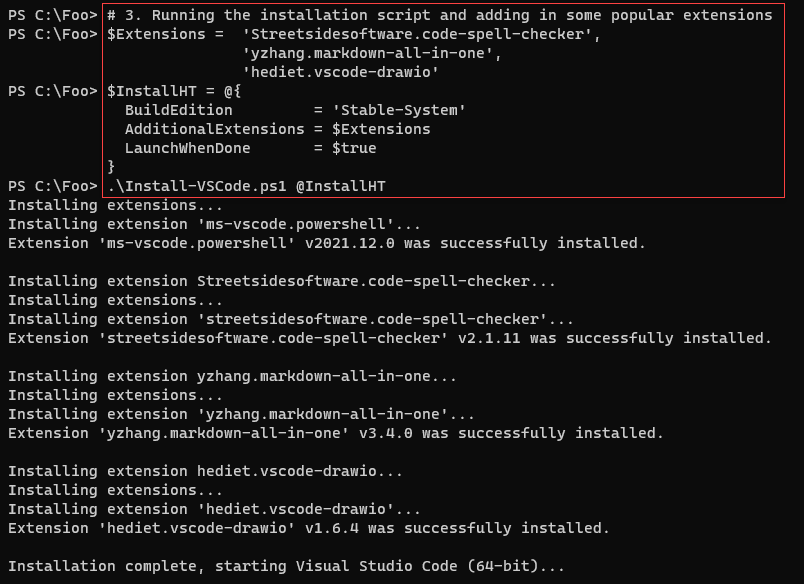 PS C:\Foo> # 3. Running the installation script and adding in some popular extensions
PS C:\Foo> $Extensions =  'Streetsidesoftware.code-spell-checker',
                          'yzhang.markdown-all-in-one',
                          'hediet.vscode-drawio'
PS C:\Foo> $InstallHT = @{
             BuildEdition         = 'Stable-System'
             AdditionalExtensions = $Extensions
             LaunchWhenDone       = $true
           }
PS C:\Foo> .\Install-VSCode.ps1 @InstallHT
Installing extensions...
Installing extension 'ms-vscode.powershell'...
Extension 'ms-vscode.powershell' v2021.12.0 was successfully installed.

Installing extension Streetsidesoftware.code-spell-checker...
Installing extensions...
Installing extension 'streetsidesoftware.code-spell-checker'...
Extension 'streetsidesoftware.code-spell-checker' v2.1.11 was successfully installed.

Installing extension yzhang.markdown-all-in-one...
Installing extensions...
Installing extension 'yzhang.markdown-all-in-one'...
Extension 'yzhang.markdown-all-in-one' v3.4.0 was successfully installed.

Installing extension hediet.vscode-drawio...
Installing extensions...
Installing extension 'hediet.vscode-drawio'...
Extension 'hediet.vscode-drawio' v1.6.4 was successfully installed.

Installation complete, starting Visual Studio Code (64-bit)...